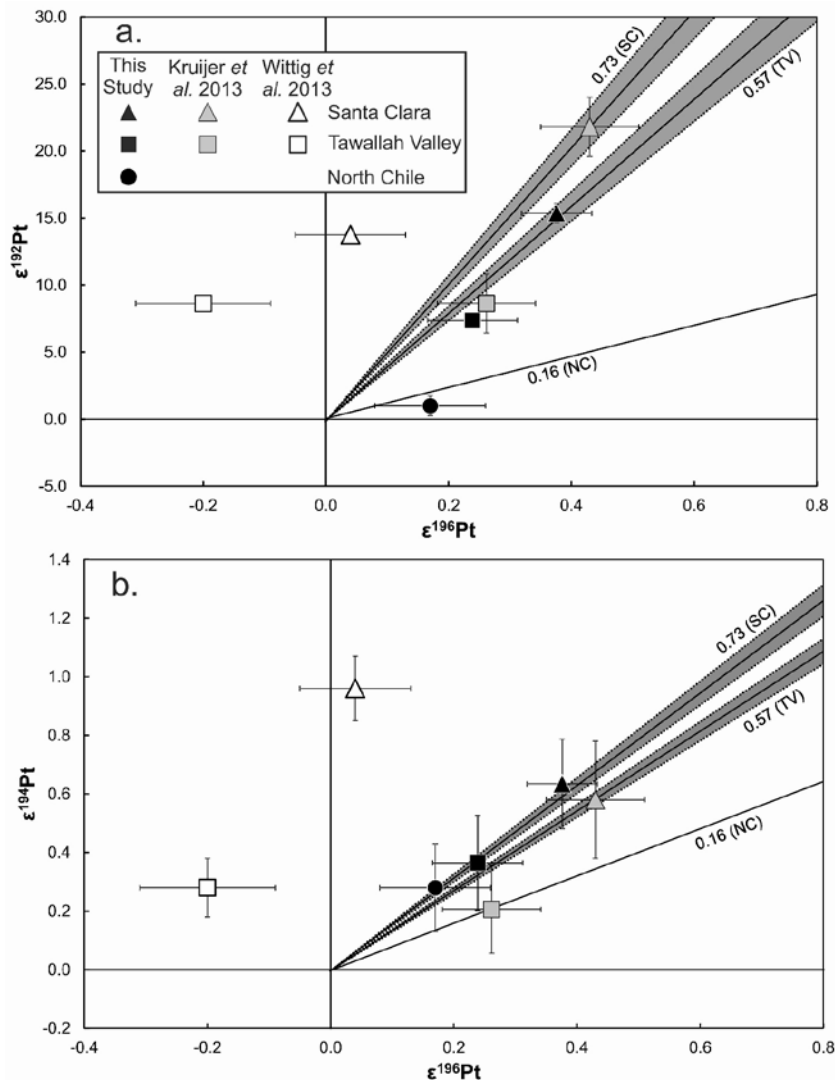 a.
This Study
Kruijer et al. 2013
Wittig et al. 2013
Santa Clara
Tawallah Valley
North Chile
0.73 (SC)
0.57 (TV)
0.16 (NC)
30.0
25.0
20.0
15.0
10.0
5.0
0.0
-5.0
ε¹⁹²Pt
-0.4
-0.2
0.0
0.2
0.4
0.6
0.8
ε¹⁹⁶Pt
b.
0.73 (SC)
0.57 (TV)
0.16 (NC)
1.4
1.2
1.0
0.8
0.6
0.4
0.2
0.0
-0.2
ε¹⁹⁴Pt
-0.4
-0.2
0.0
0.2
0.4
0.6
0.8
ε¹⁹⁶Pt